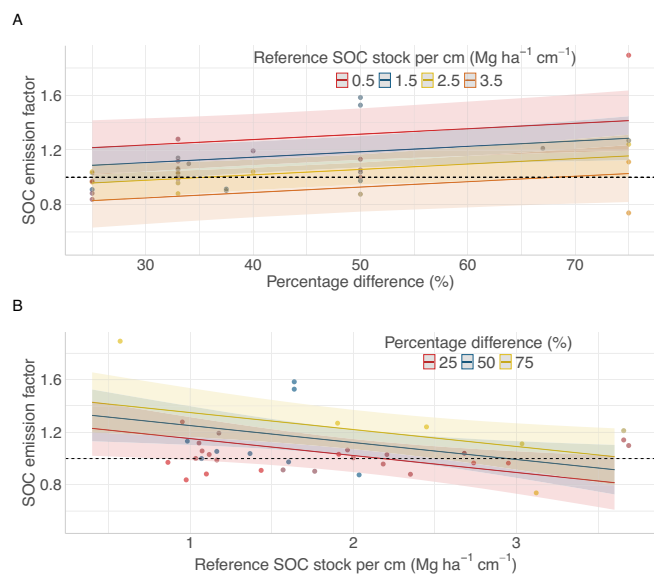 A
Reference SOC stock per cm (Mg ha⁻¹ cm⁻¹)
0.5 1.5 2.5 3.5
SOC emission factor
1.6
1.2
0.8
30 40 50 60 70
Percentage difference (%)
B
Percentage difference (%)
25 50 75
SOC emission factor
1.6
1.2
0.8
1 2 3
Reference SOC stock per cm (Mg ha⁻¹ cm⁻¹)